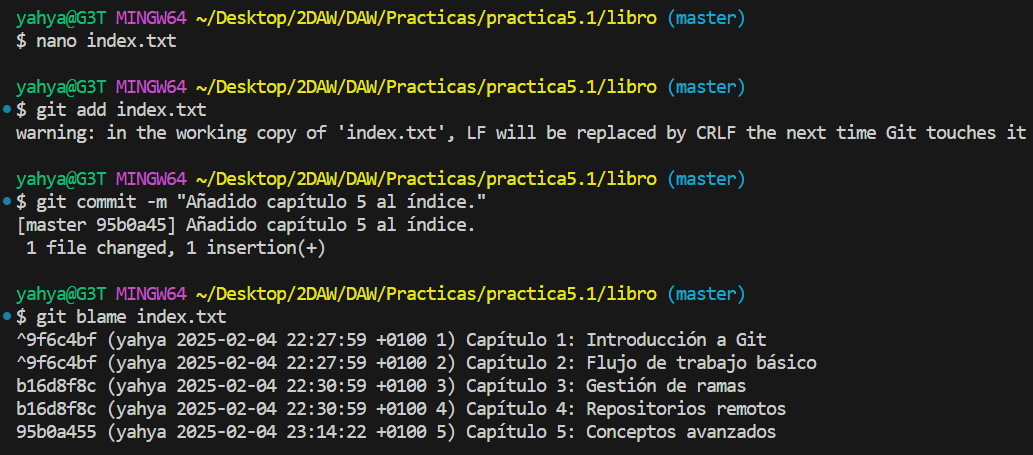 yahya@G3T MINGW64 ~/Desktop/2DAW/DAW/Practicas/practica5.1/libro (master)
$ nano index.txt
yahya@G3T MINGW64 ~/Desktop/2DAW/DAW/Practicas/practica5.1/libro (master)
$ git add index.txt
warning: in the working copy of 'index.txt', LF will be replaced by CRLF the next time Git touches it
yahya@G3T MINGW64 ~/Desktop/2DAW/DAW/Practicas/practica5.1/libro (master)
$ git commit -m "Añadido capítulo 5 al índice."
[master 95b0a45] Añadido capítulo 5 al índice.
1 file changed, 1 insertion(+)
yahya@G3T MINGW64 ~/Desktop/2DAW/DAW/Practicas/practica5.1/libro (master)
$ git blame index.txt
^9f6c4bf (yahya 2025-02-04 22:27:59 +0100 1) Capítulo 1: Introducción a Git
^9f6c4bf (yahya 2025-02-04 22:27:59 +0100 2) Capítulo 2: Flujo de trabajo básico
b16d8f8c (yahya 2025-02-04 22:30:59 +0100 3) Capítulo 3: Gestión de ramas
b16d8f8c (yahya 2025-02-04 22:30:59 +0100 4) Capítulo 4: Repositorios remotos
95b0a455 (yahya 2025-02-04 23:14:22 +0100 5) Capítulo 5: Conceptos avanzados